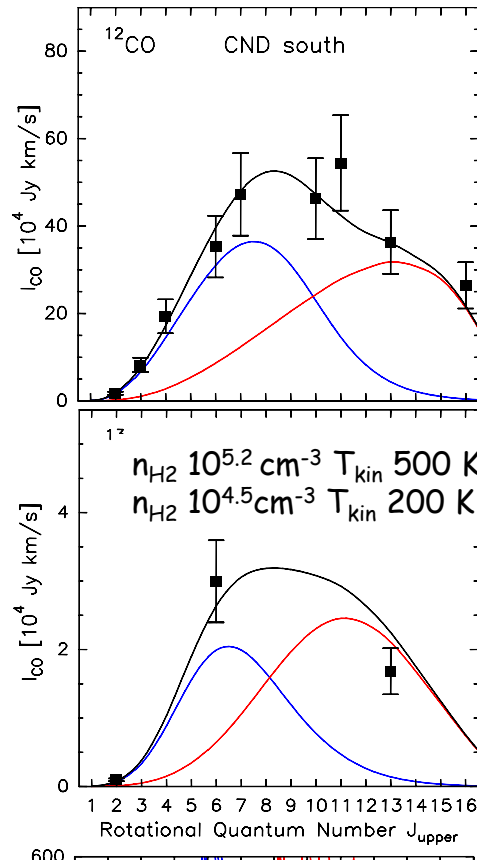 ¹²CO CND south
80
60
40
20
0
I_CO [10⁴ Jy km/s]
n_H2 10^5.2 cm^-3 T_kin 500 K
n_H2 10^4.5 cm^-3 T_kin 200 K
4
2
0
I_CO [10⁴ Jy km/s]
1 2 3 4 5 6 7 8 9 10 11 12 13 14 15 16
Rotational Quantum Number J_upper
600